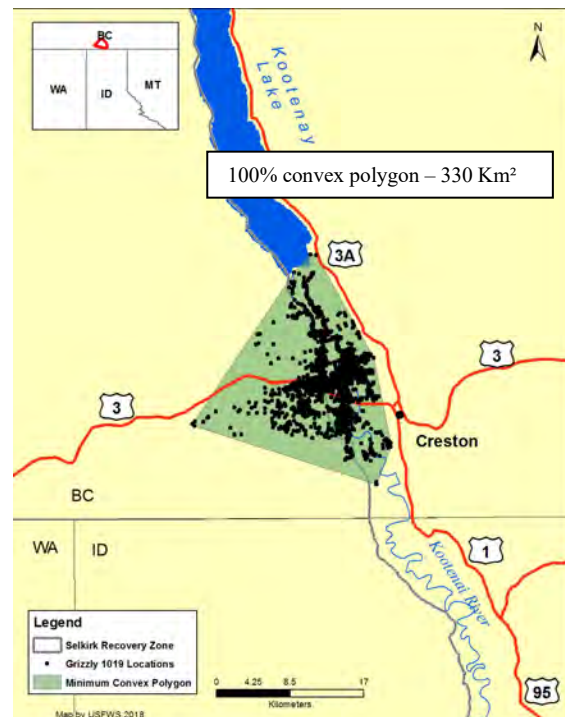 BC
WA
ID
MT
N
Kootenay
Lake
100% convex polygon – 330 Km²
3A
3
3
Creston
BC
WA
ID
1
Kootenai River
95
Legend
Selkirk Recovery Zone
Grizzly 1019 Locations
Minimum Convex Polygon
0 4.25 8.5 17
Kilometers
Map by USFWS 2018